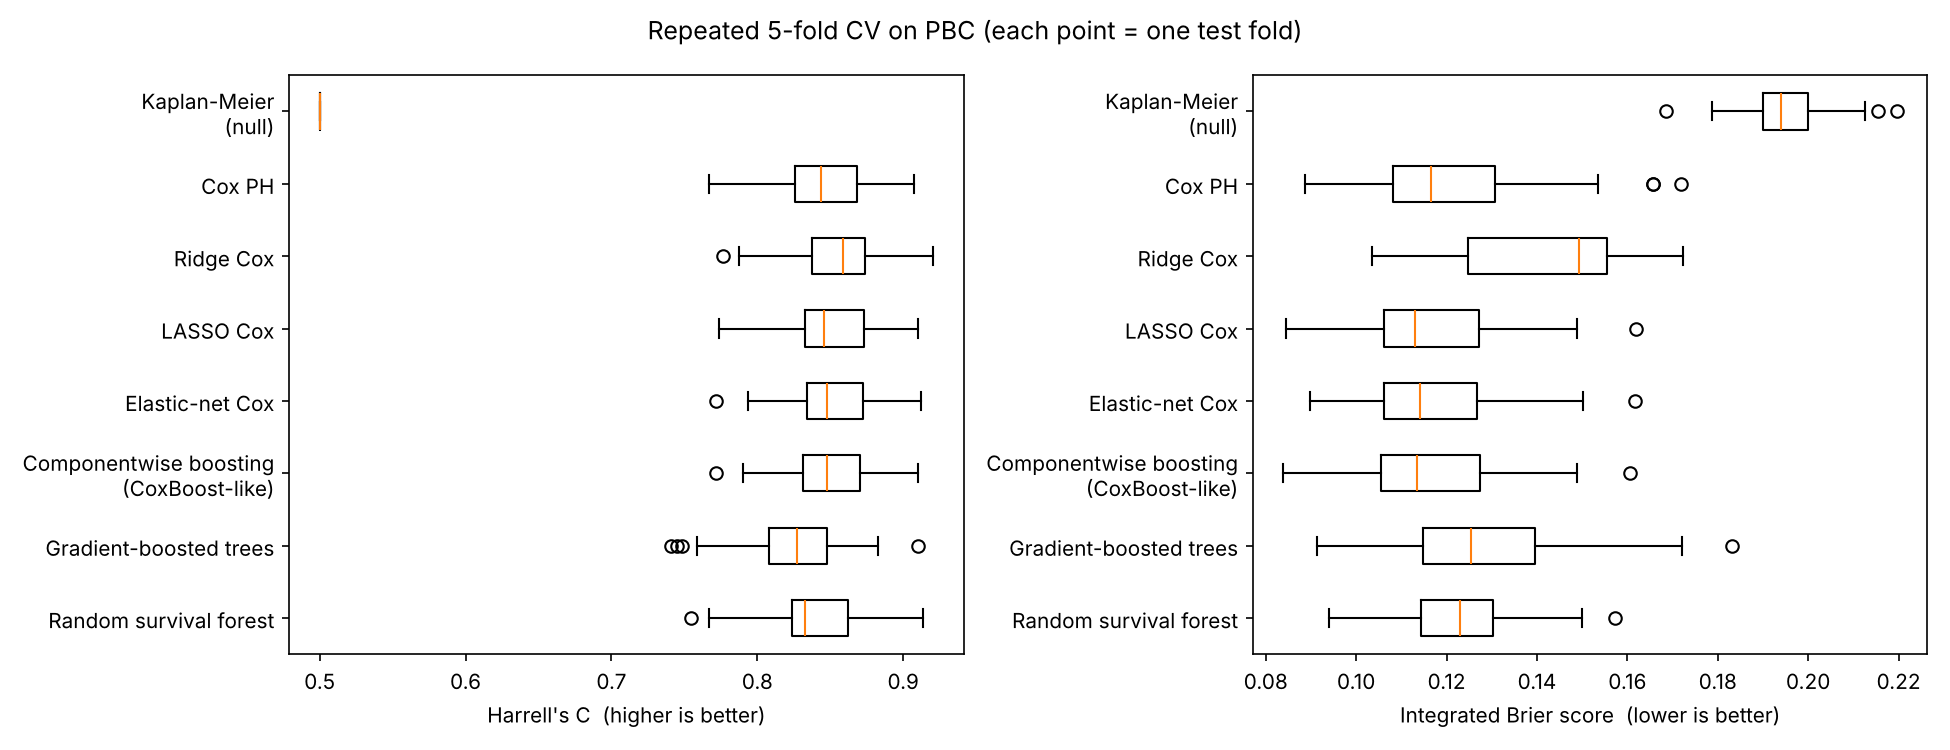 Repeated 5-fold CV on PBC (each point = one test fold)
Kaplan-Meier
(null)
Cox PH
Ridge Cox
LASSO Cox
Elastic-net Cox
Componentwise boosting
(CoxBoost-like)
Gradient-boosted trees
Random survival forest
0.5 0.6 0.7 0.8 0.9
Harrell's C (higher is better)
Kaplan-Meier
(null)
Cox PH
Ridge Cox
LASSO Cox
Elastic-net Cox
Componentwise boosting
(CoxBoost-like)
Gradient-boosted trees
Random survival forest
0.08 0.10 0.12 0.14 0.16 0.18 0.20 0.22
Integrated Brier score (lower is better)